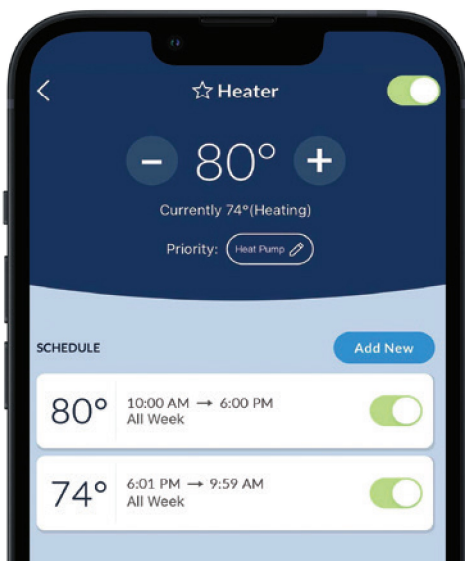 Heater
80°
Currently 74°(Heating)
Priority: Heat Pump
SCHEDULE
Add New
80° 10:00 AM → 6:00 PM
All Week
74° 6:01 PM → 9:59 AM
All Week